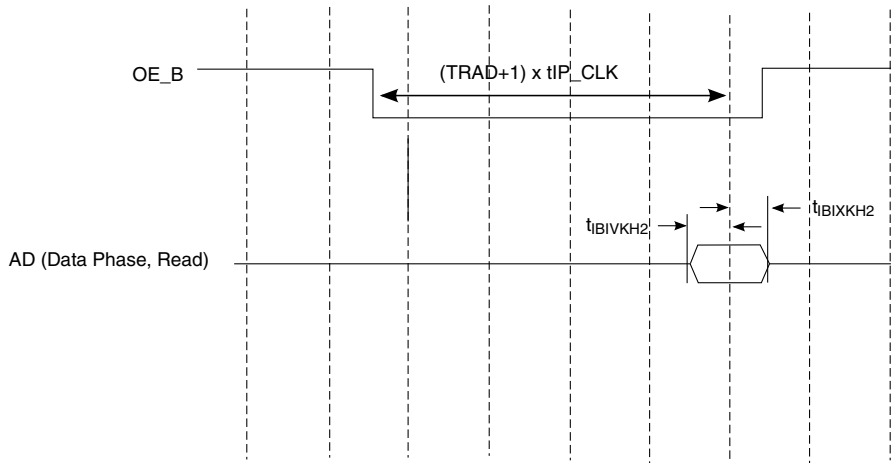 OE_B
(TRAD+1) x tIP_CLK
tIBIVKH2
tIBIXKH2
AD (Data Phase, Read)